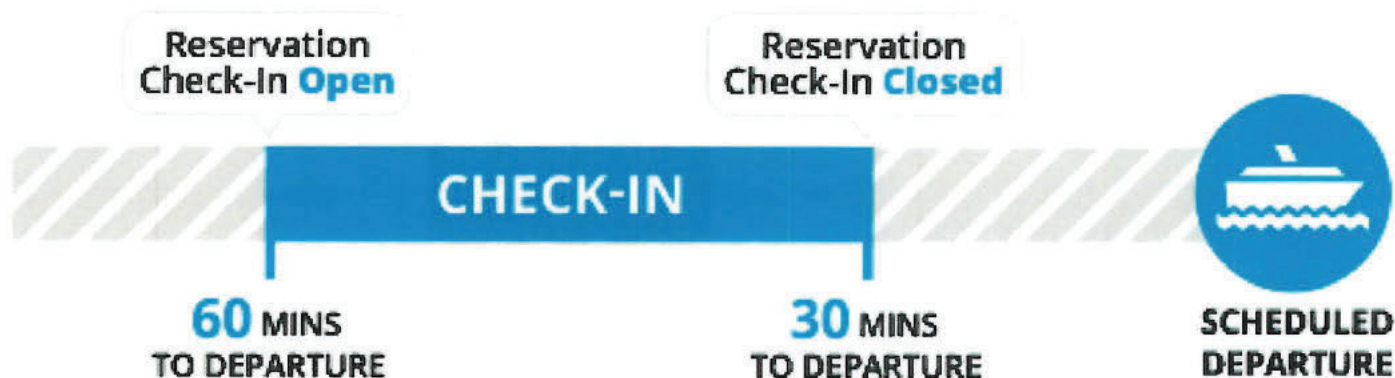 Reservation
Check-In Open
Reservation
Check-In Closed
CHECK-IN
60 MINS
TO DEPARTURE
30 MINS
TO DEPARTURE
SCHEDULED
DEPARTURE